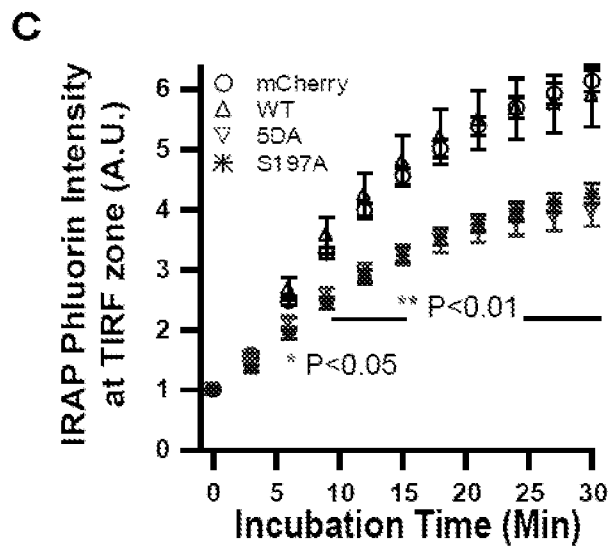 C
IRAP Phluorin Intensity
at TIRF zone (A.U.)
6
5
4
3
2
1
0
mCherry
WT
5DA
S197A
** P<0.01
* P<0.05
0 5 10 15 20 25 30
Incubation Time (Min)